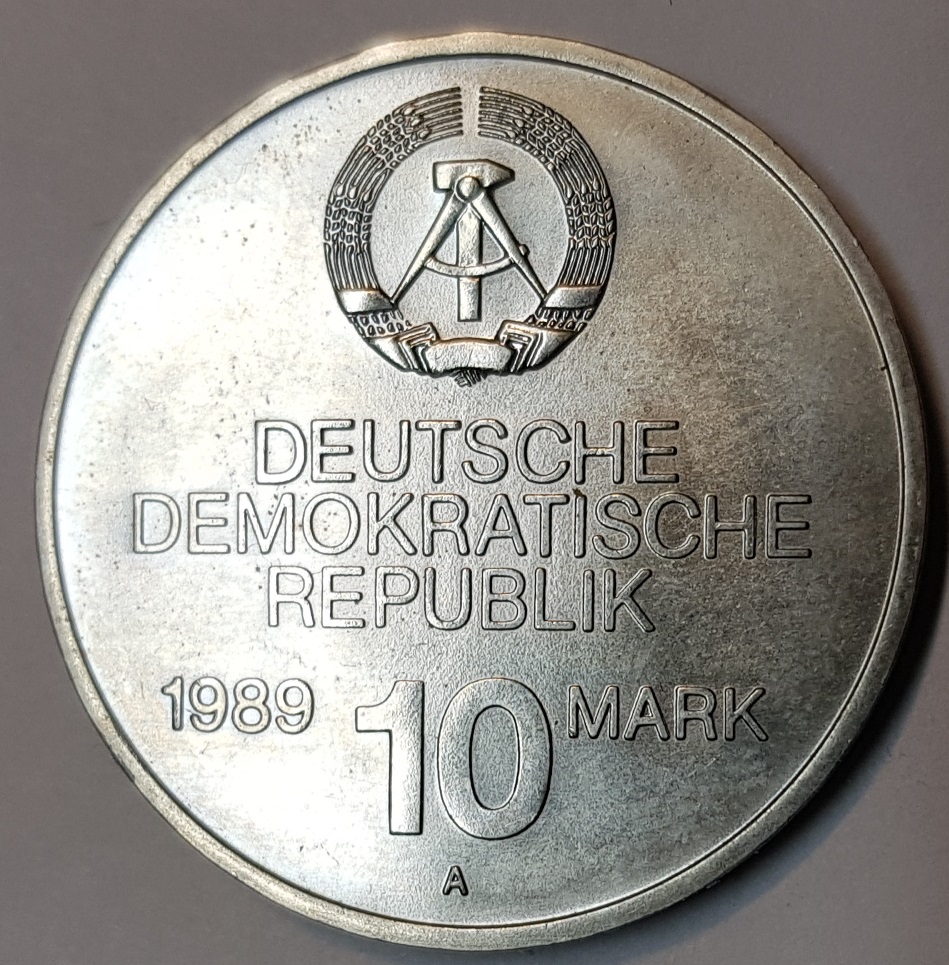 DEUTSCHE
DEMOKRATISCHE
REPUBLIK
1989 10 MARK
A